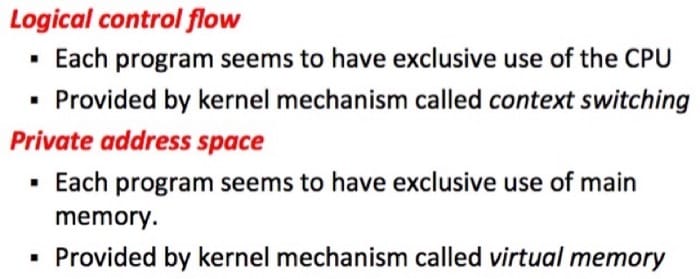 Logical control flow
▪ Each program seems to have exclusive use of the CPU
▪ Provided by kernel mechanism called context switching
Private address space
▪ Each program seems to have exclusive use of main
memory.
▪ Provided by kernel mechanism called virtual memory